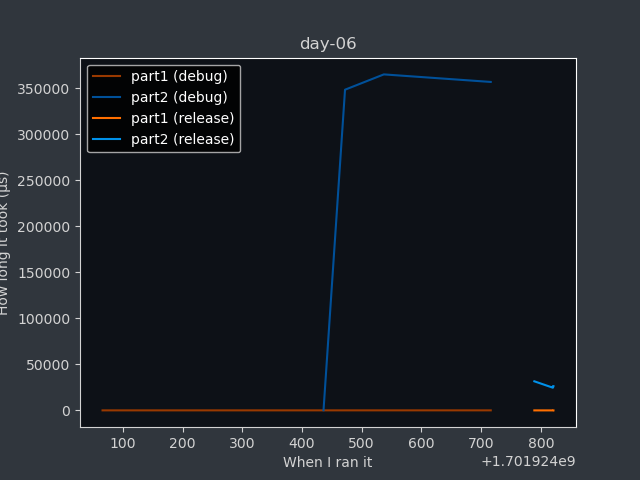 day-06
part1 (debug)
part2 (debug)
part1 (release)
part2 (release)
How long it took (µs)
350000
300000
250000
200000
150000
100000
50000
0
100 200 300 400 500 600 700 800
When I ran it
+1.701924e9